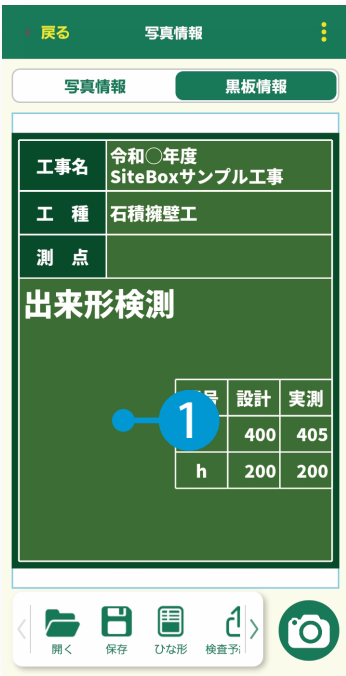 戻る
写真情報
写真情報
黒板情報
工事名
令和○年度
SiteBoxサンプル工事
工 種
石積擁壁工
測 点
出来形検測
号 設計 実測
1
400 405
h 200 200
開く
保存
ひな形
検査予